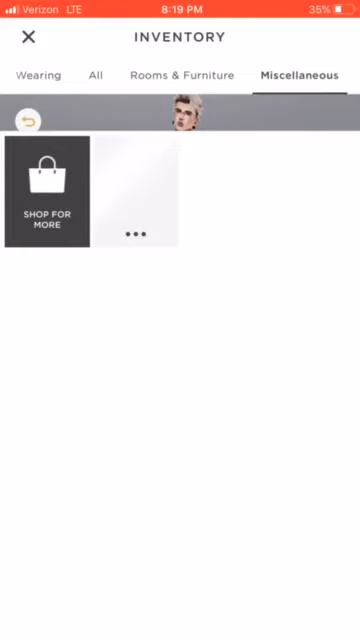 Verizon LTE 8:19 PM 35%
INVENTORY
Wearing All Rooms & Furniture Miscellaneous
SHOP FOR
MORE